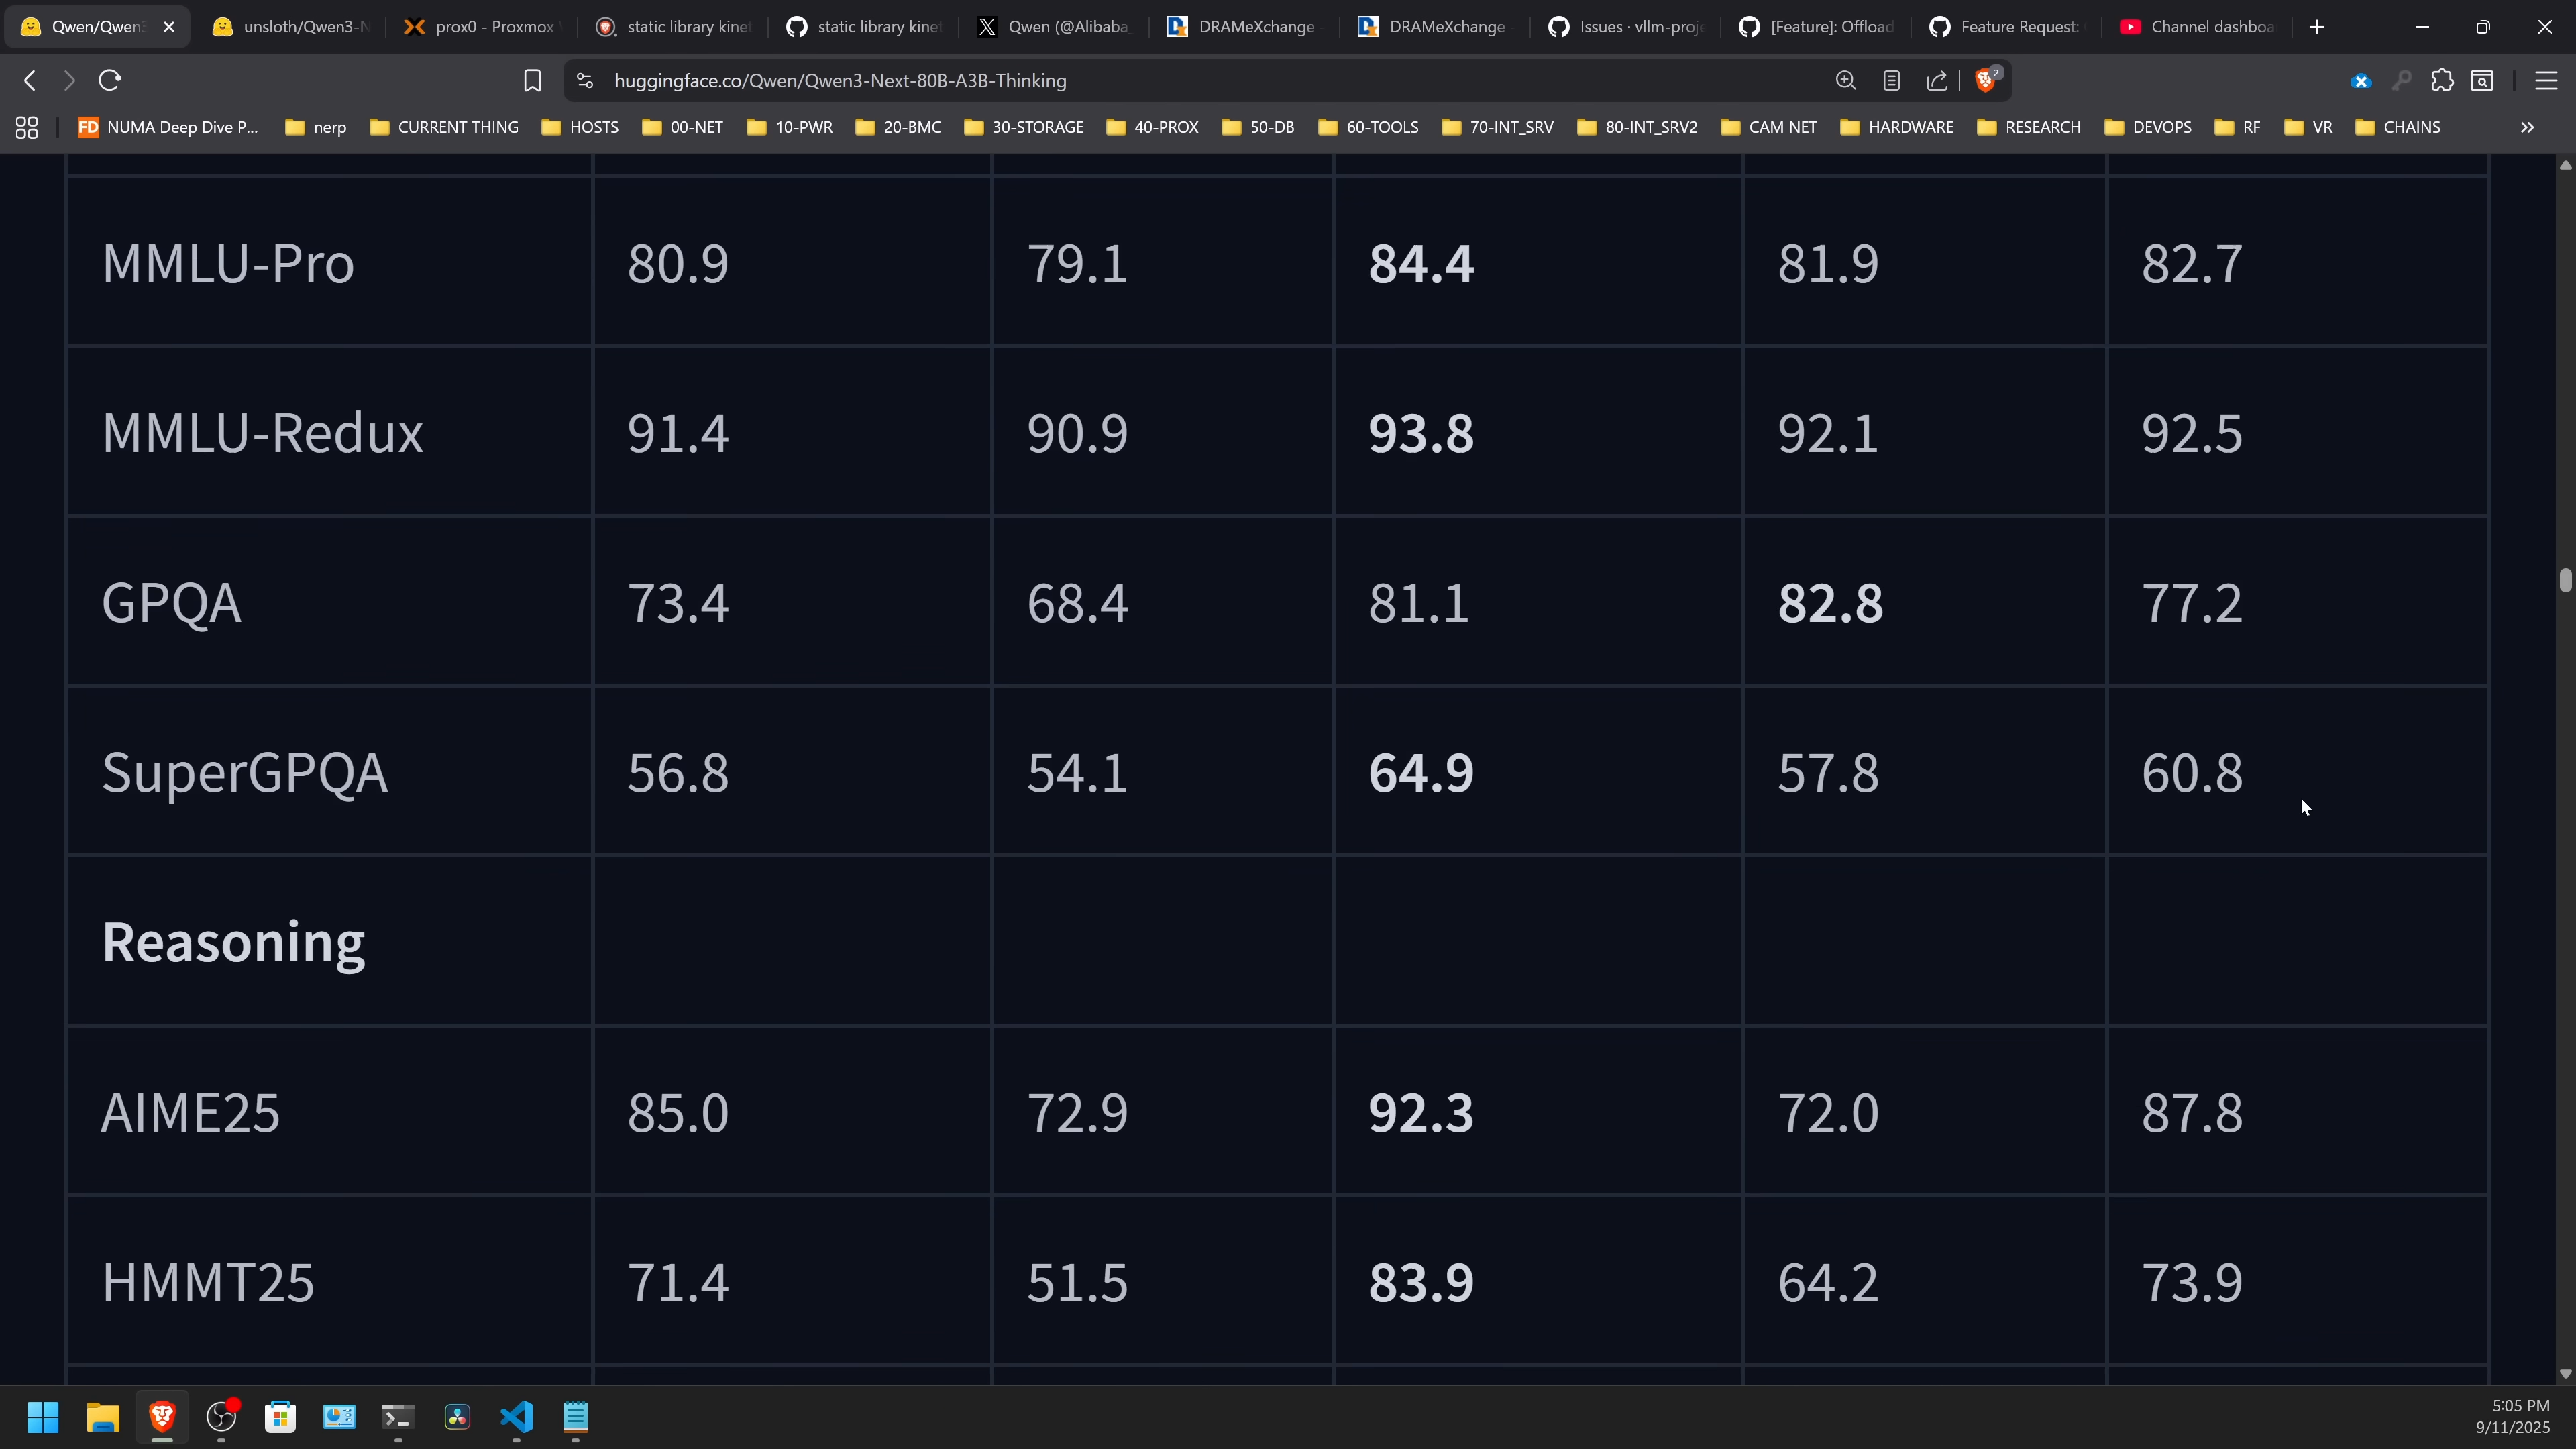 Qwen/Qwen3
unsloth/Qwen3-N
prox0 - Proxmox V
static library kinet
static library kinet
Qwen (@Alibaba_
DRAMeXchange -
DRAMeXchange -
Issues · vllm-proje
[Feature]: Offload
Feature Request:
Channel dashboa
huggingface.co/Qwen/Qwen3-Next-80B-A3B-Thinking
2
FD NUMA Deep Dive P...
nerp
CURRENT THING
HOSTS
00-NET
10-PWR
20-BMC
30-STORAGE
40-PROX
50-DB
60-TOOLS
70-INT_SRV
80-INT_SRV2
CAM NET
HARDWARE
RESEARCH
DEVOPS
RF
VR
CHAINS
MMLU-Pro 80.9 79.1 84.4 81.9 82.7
MMLU-Redux 91.4 90.9 93.8 92.1 92.5
GPQA 73.4 68.4 81.1 82.8 77.2
SuperGPQA 56.8 54.1 64.9 57.8 60.8
Reasoning
AIME25 85.0 72.9 92.3 72.0 87.8
HMMT25 71.4 51.5 83.9 64.2 73.9
5:05 PM
9/11/2025